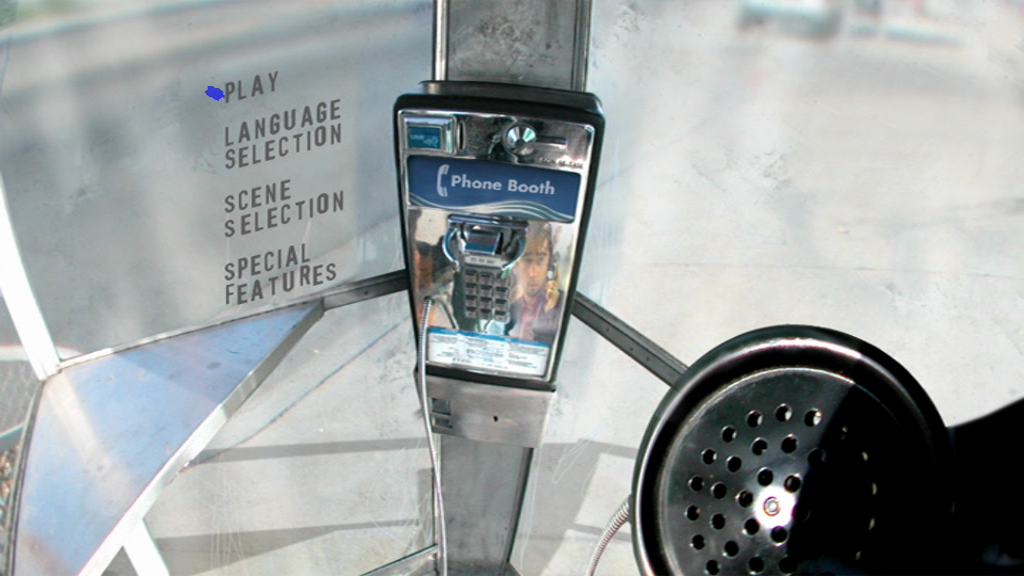 PLAY
LANGUAGE
SELECTION
SCENE
SELECTION
SPECIAL
FEATURES
Phone Booth